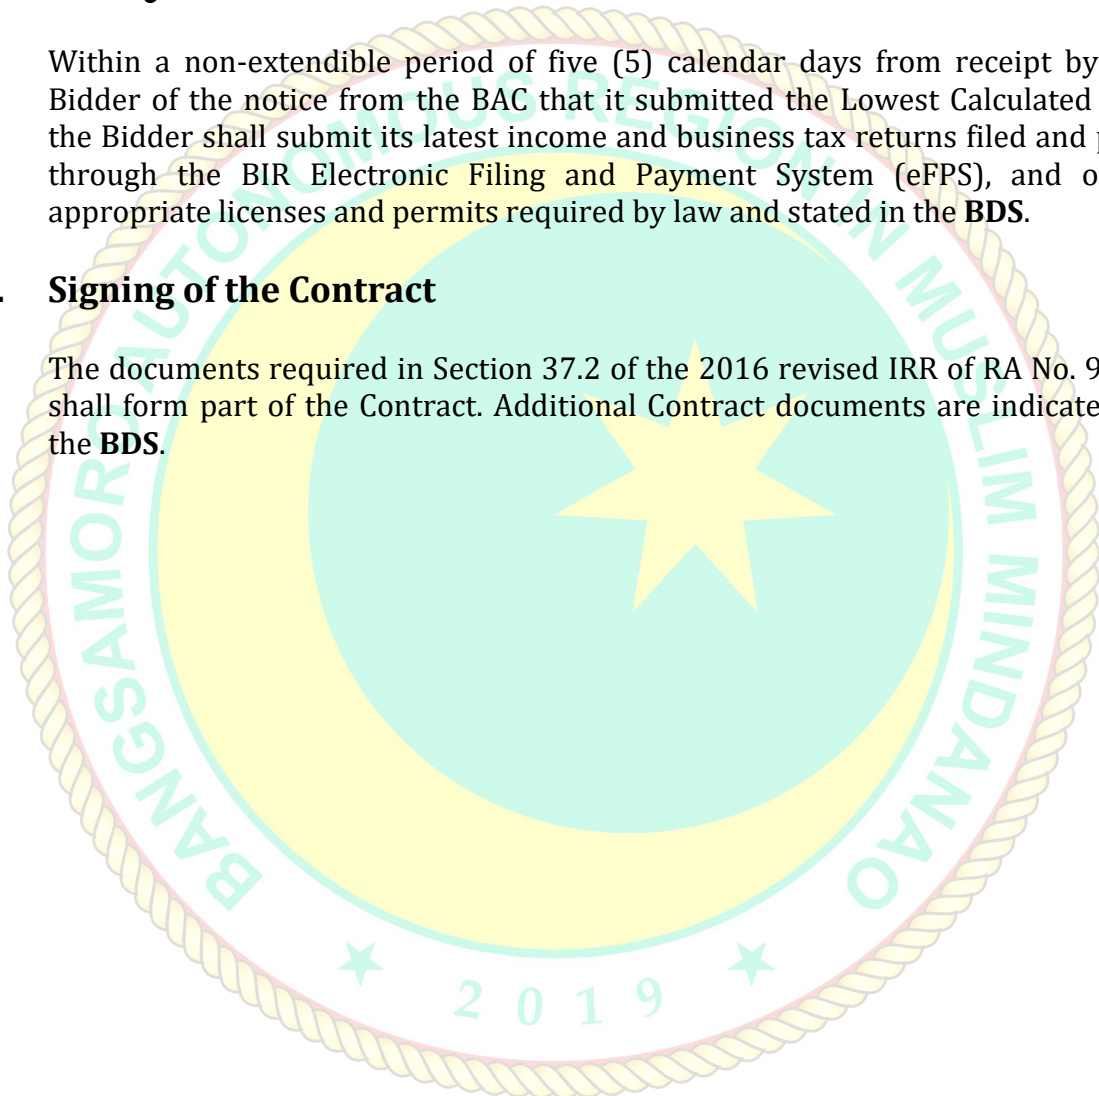 Within a non-extendible period of five (5) calendar days from receipt by
Bidder of the notice from the BAC that it submitted the Lowest Calculated
the Bidder shall submit its latest income and business tax returns filed and
through the BIR Electronic Filing and Payment System (eFPS), and
appropriate licenses and permits required by law and stated in the BDS.
Signing of the Contract
The documents required in Section 37.2 of the 2016 revised IRR of RA No. 9
shall form part of the Contract. Additional Contract documents are
the BDS.
BANGSAMORO AUTONOMOUS REGION IN MUSLIM MINDANAO
2019